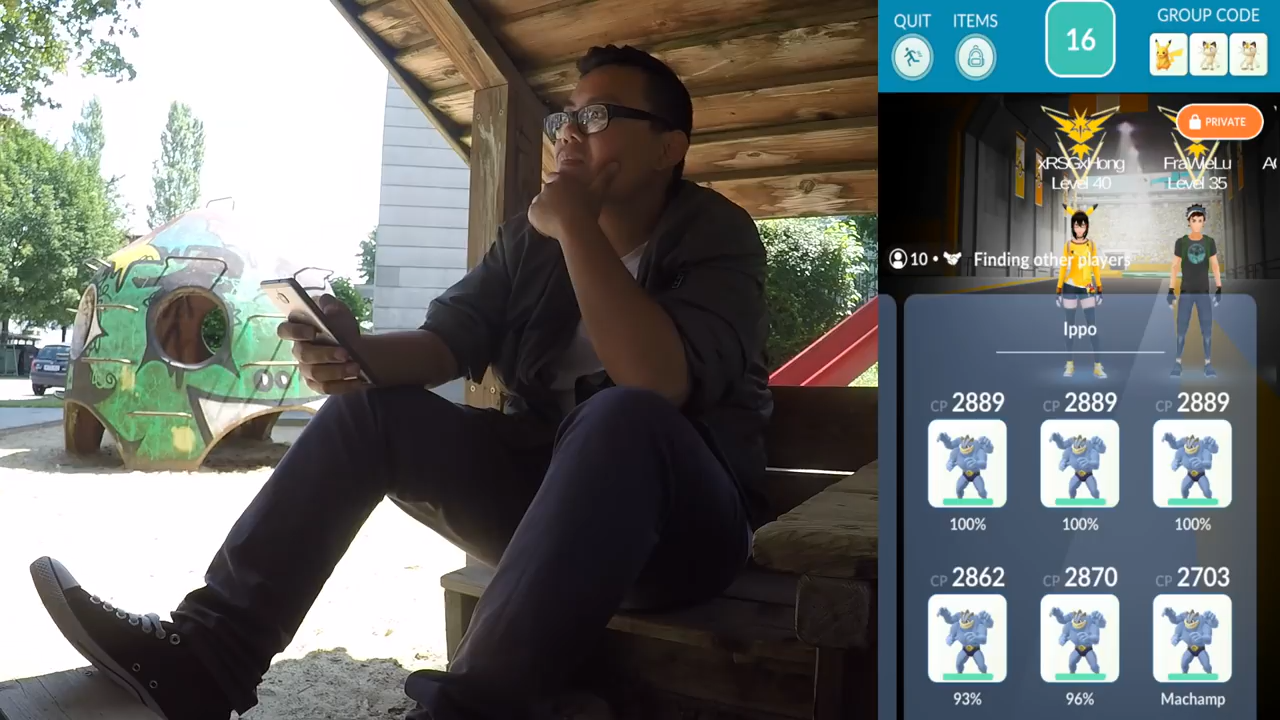 QUIT
ITEMS
16
GROUP CODE
PRIVATE
xRSGxHong
Level 40
FraWieLu
Level 35
10 • Finding other players
Ippo
CP 2889
CP 2889
CP 2889
100%
100%
100%
CP 2862
CP 2870
CP 2703
93%
96%
Machamp